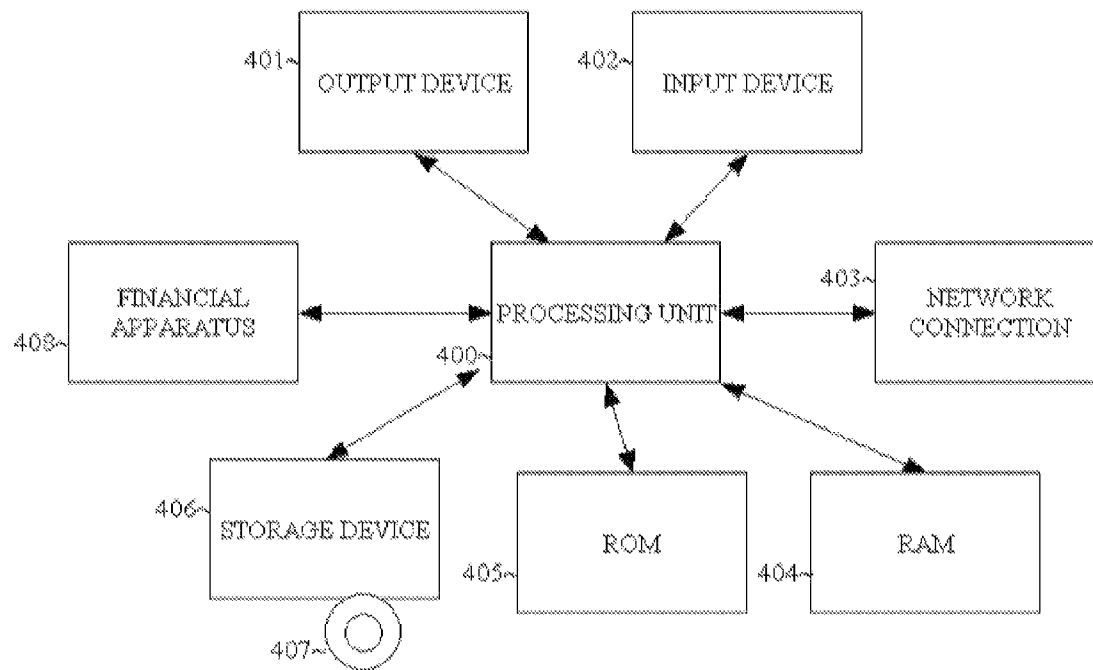 401~
OUTPUT DEVICE
402~
INPUT DEVICE
FINANCIAL
APPARATUS
408~
PROCESSING UNIT
400~
403~
NETWORK
CONNECTION
406~
STORAGE DEVICE
407~
ROM
405~
RAM
404~